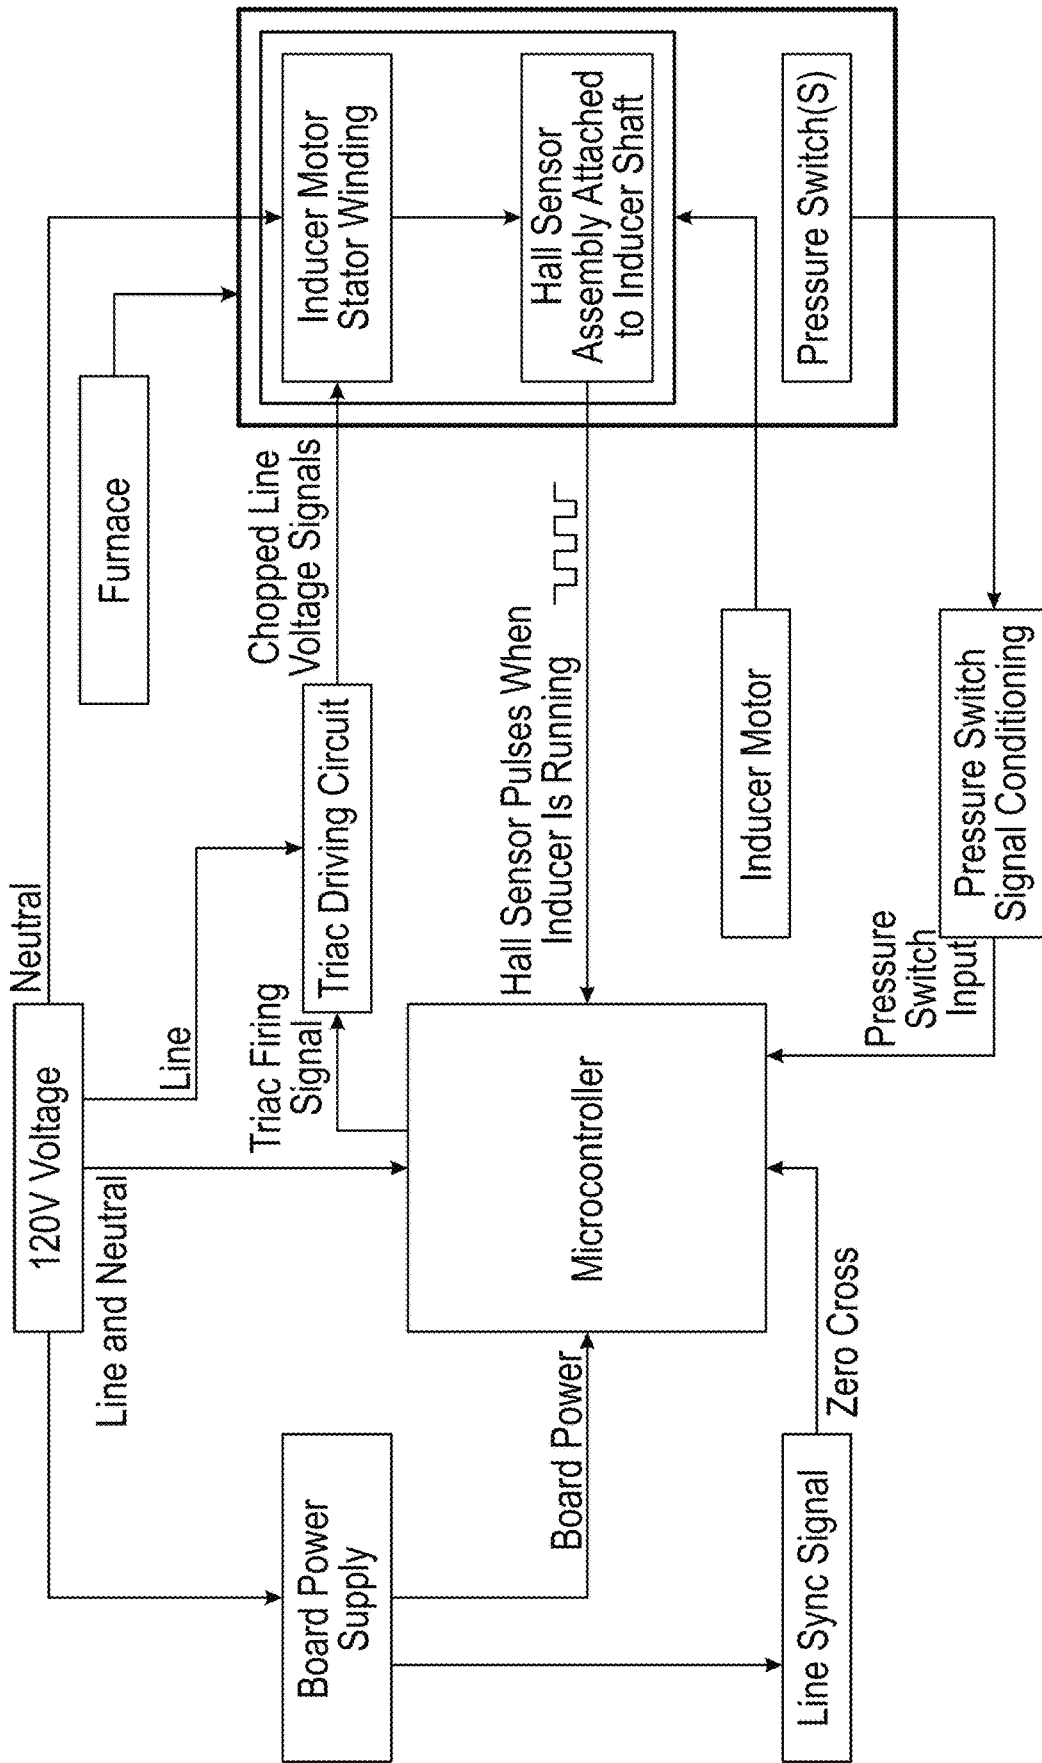 120V Voltage
Neutral
Line and Neutral
Line
Furnace
Board Power
Supply
Triac Firing
Signal
Triac Driving Circuit
Chopped Line
Voltage Signals
Inducer Motor
Stator Winding
Board Power
Microcontroller
Hall Sensor Pulses When
Inducer Is Running
Hall Sensor
Assembly Attached
to Inducer Shaft
Inducer Motor
Pressure Switch(S)
Line Sync Signal
Zero Cross
Pressure
Switch
Input
Pressure Switch
Signal Conditioning